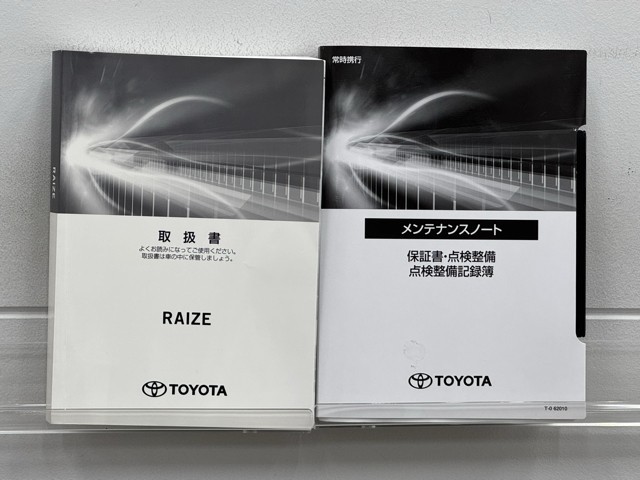 RAIZE
取扱書
よくお読みになってご使用ください。
取扱書は車の中に保管しましょう。
RAIZE
TOYOTA
常時携行
メンテナンスノート
保証書・点検整備
点検整備記録簿
TOYOTA
T-0 62010